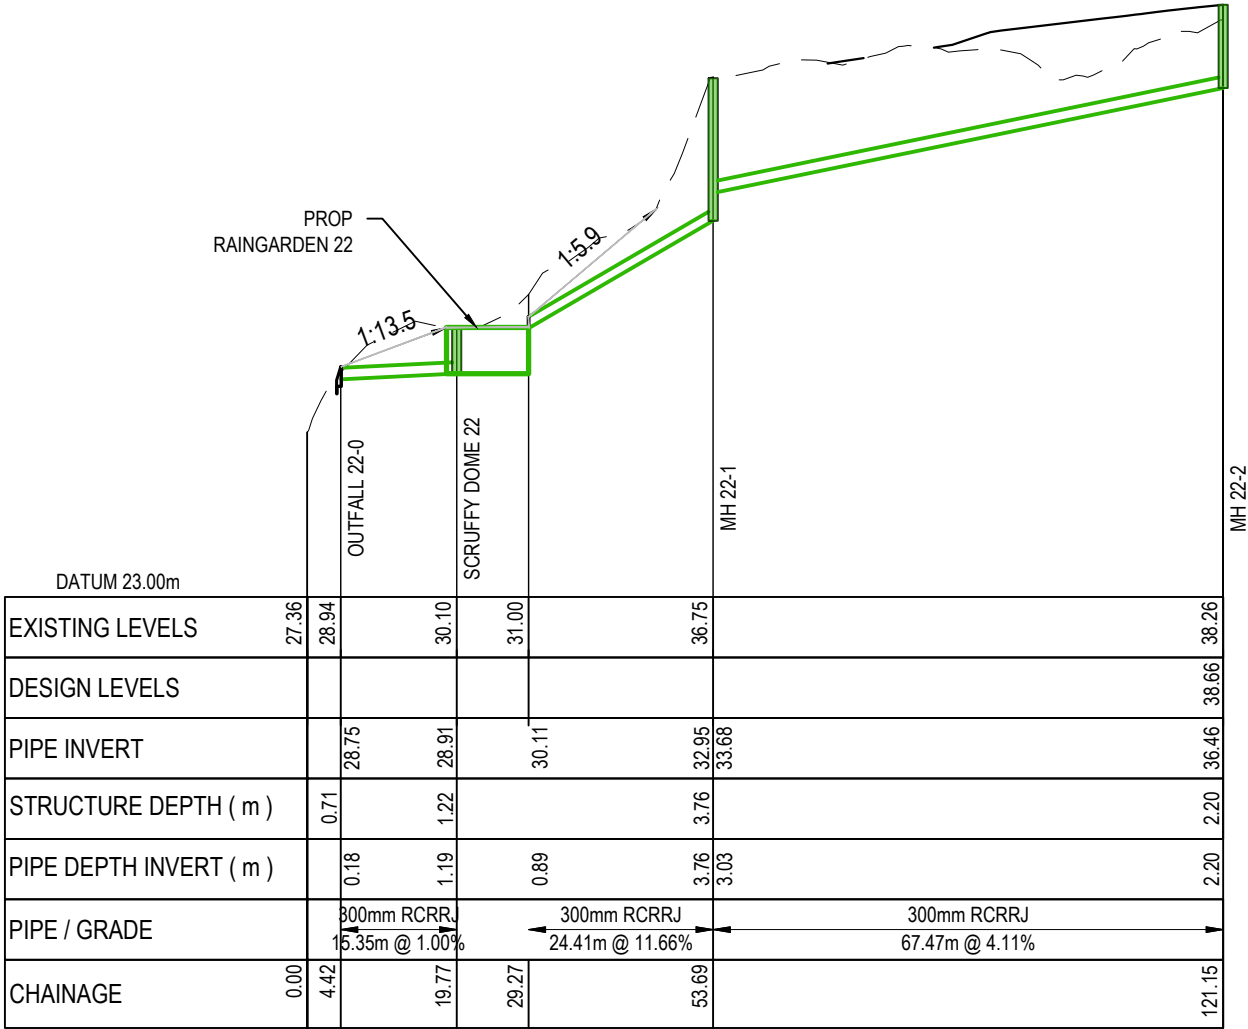 PROP
RAINGARDEN 22
1:13.5
1:5.9
OUTFALL 22-0
SCRUFFY DOME 22
MH 22-1
MH 22-2
DATUM 23.00m
EXISTING LEVELS 27.36 28.94 30.10 31.00 36.75 38.26
DESIGN LEVELS 38.66
PIPE INVERT 28.75 28.91 30.11 32.95 33.68 36.46
STRUCTURE DEPTH ( m ) 0.71 1.22 3.76 2.20
PIPE DEPTH INVERT ( m ) 0.18 1.19 0.89 3.76 3.03 2.20
PIPE / GRADE
300mm RCRRJ 300mm RCRRJ 300mm RCRRJ
15.35m @ 1.00% 24.41m @ 11.66% 67.47m @ 4.11%
CHAINAGE 0.00 4.42 19.77 29.27 53.69 121.15